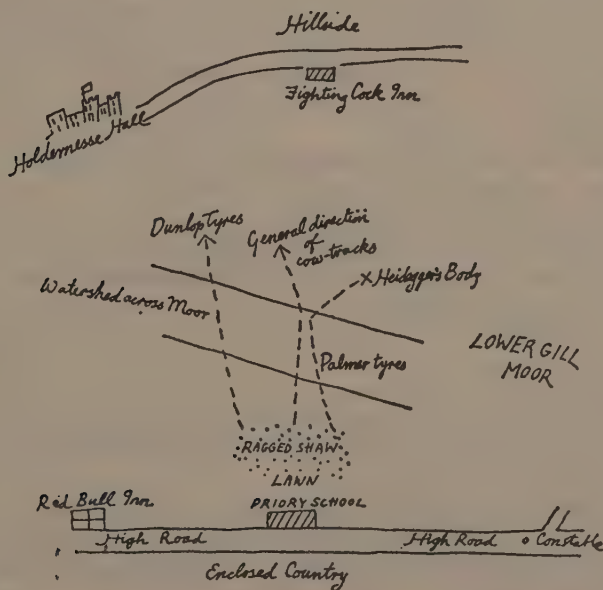 Hillside
Fighting Cock Inn
Holdernesse Hall
Dunlop Tyres
General direction
of
cow-tracks
Heidegger's Body
Watershed across Moor
LOWER GILL
MOOR
Palmer tyres
RAGGED SHAW
LAWN
Red Bull Inn
PRIORY SCHOOL
High Road
High Road
Constable
Enclosed Country